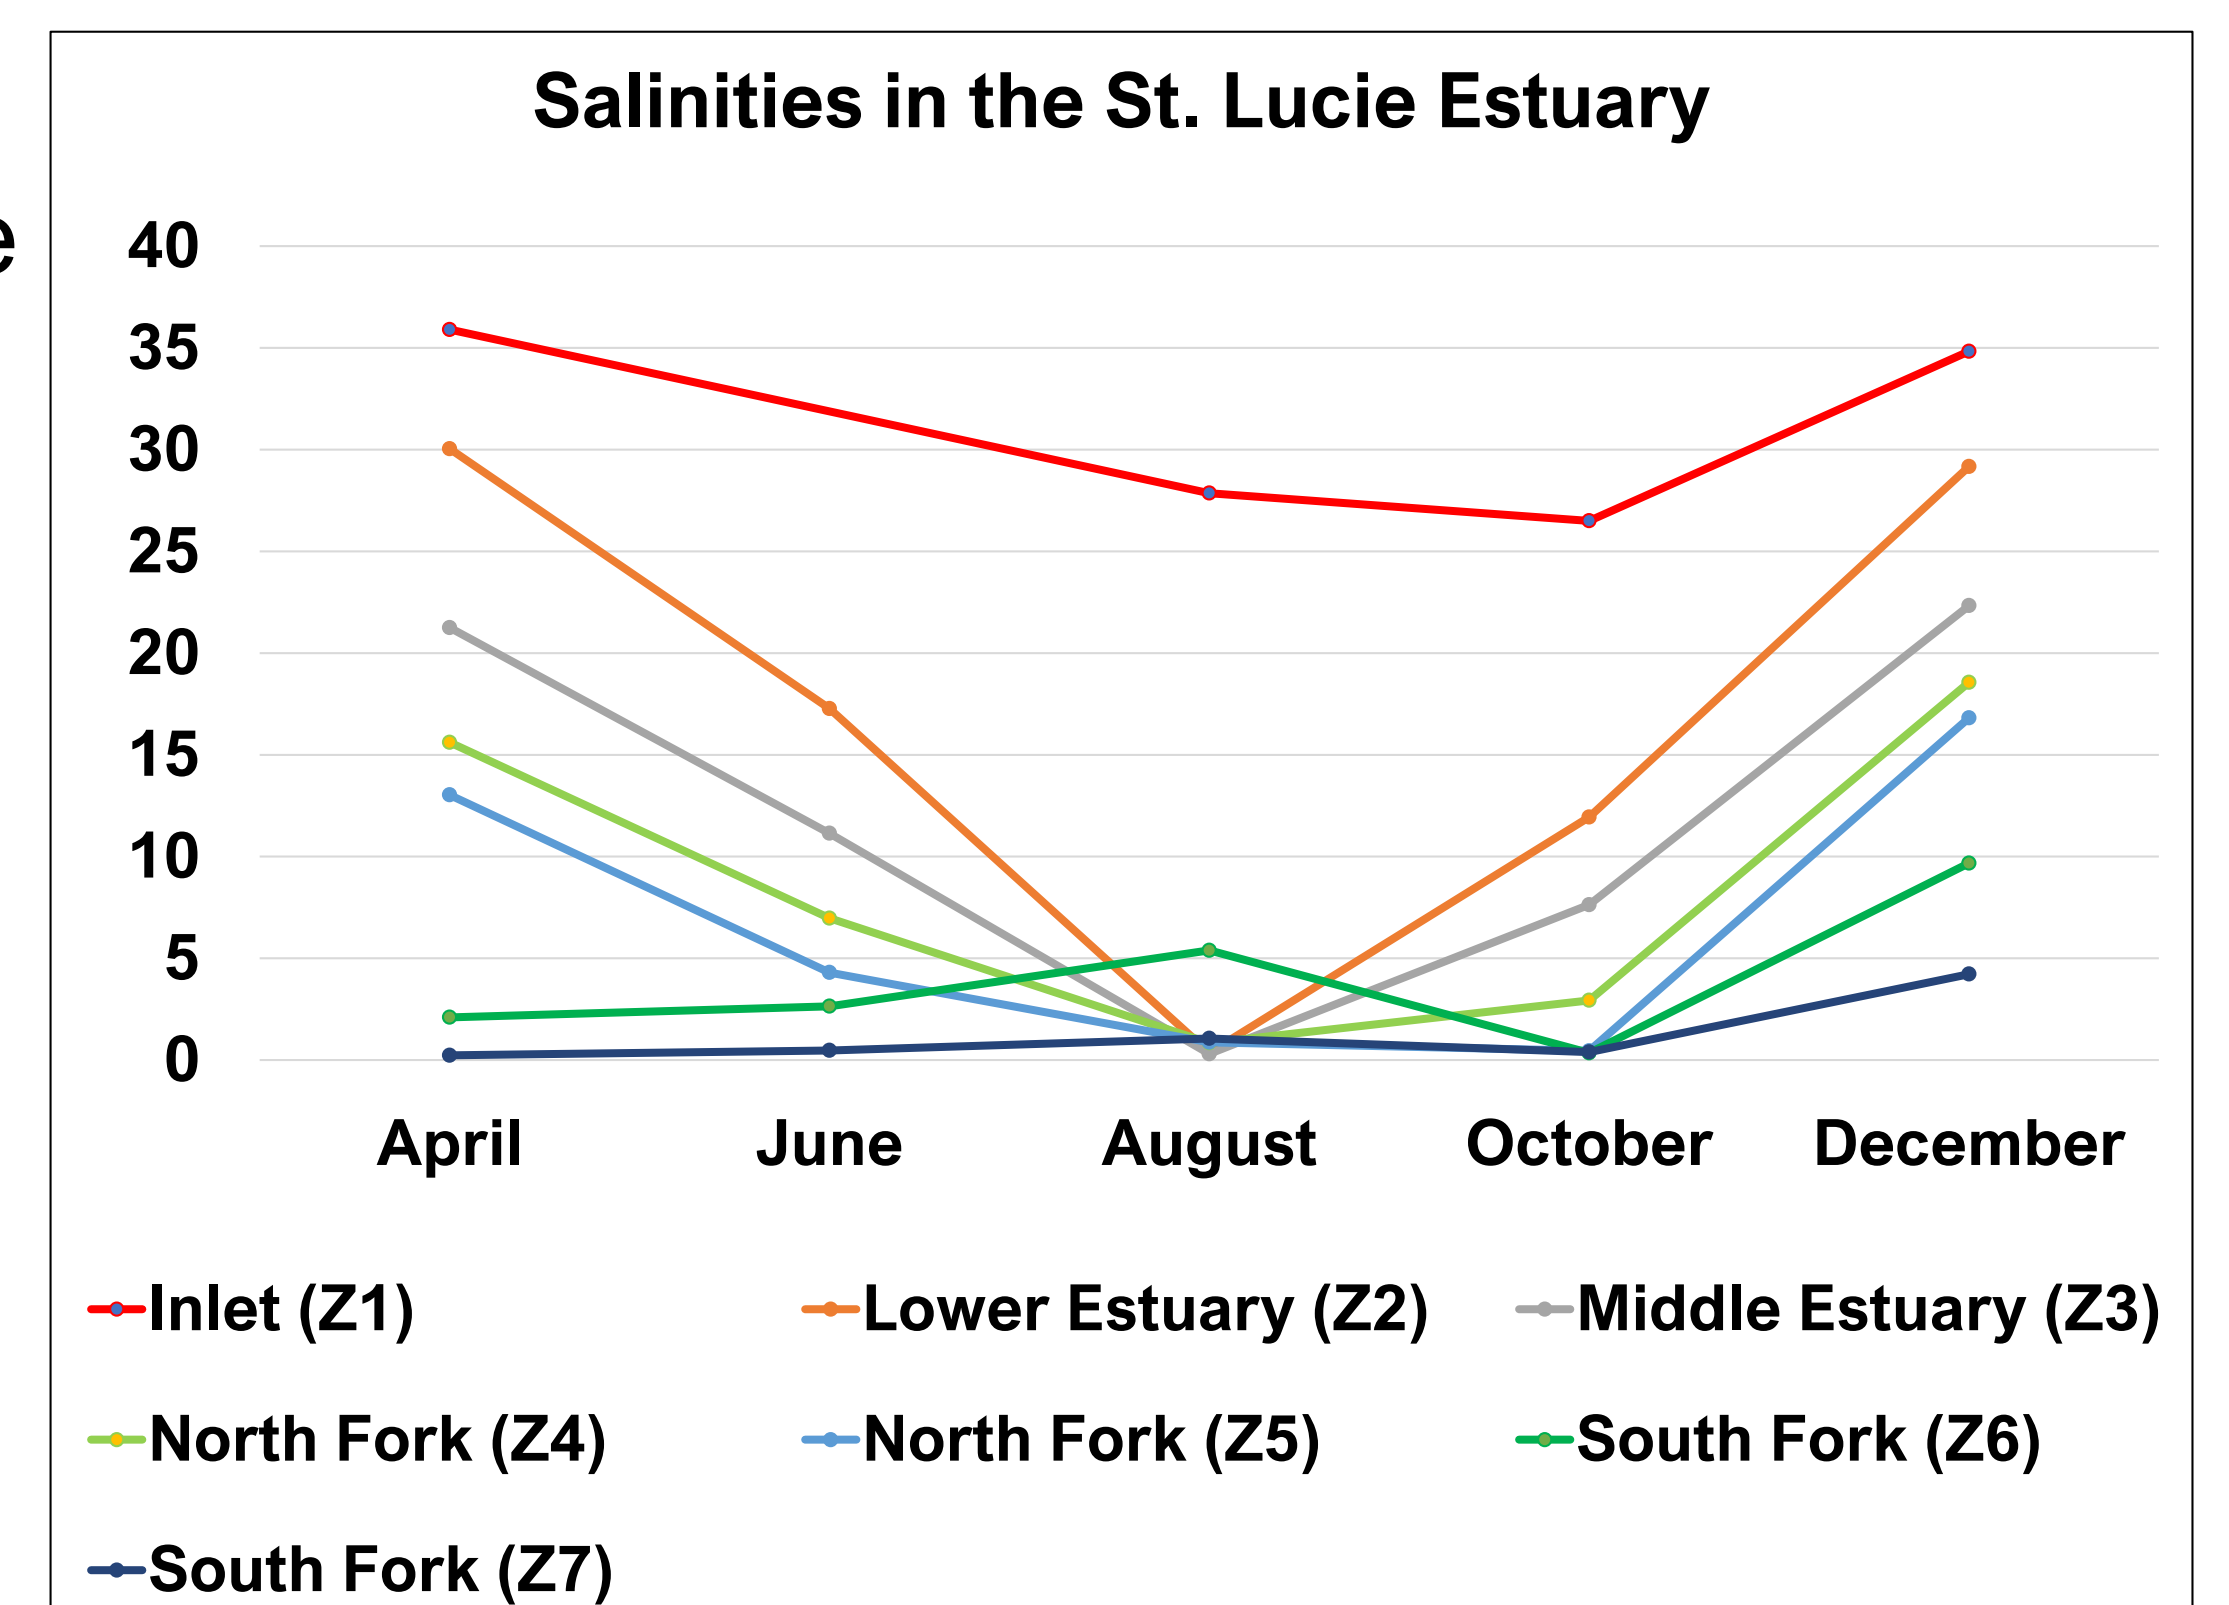 Salinities in the St. Lucie Estuary
e
40
35
30
25
20
15
10
5
0
April June August October December
Inlet (Z1) Lower Estuary (Z2) Middle Estuary (Z3)
North Fork (Z4) North Fork (Z5) South Fork (Z6)
South Fork (Z7)